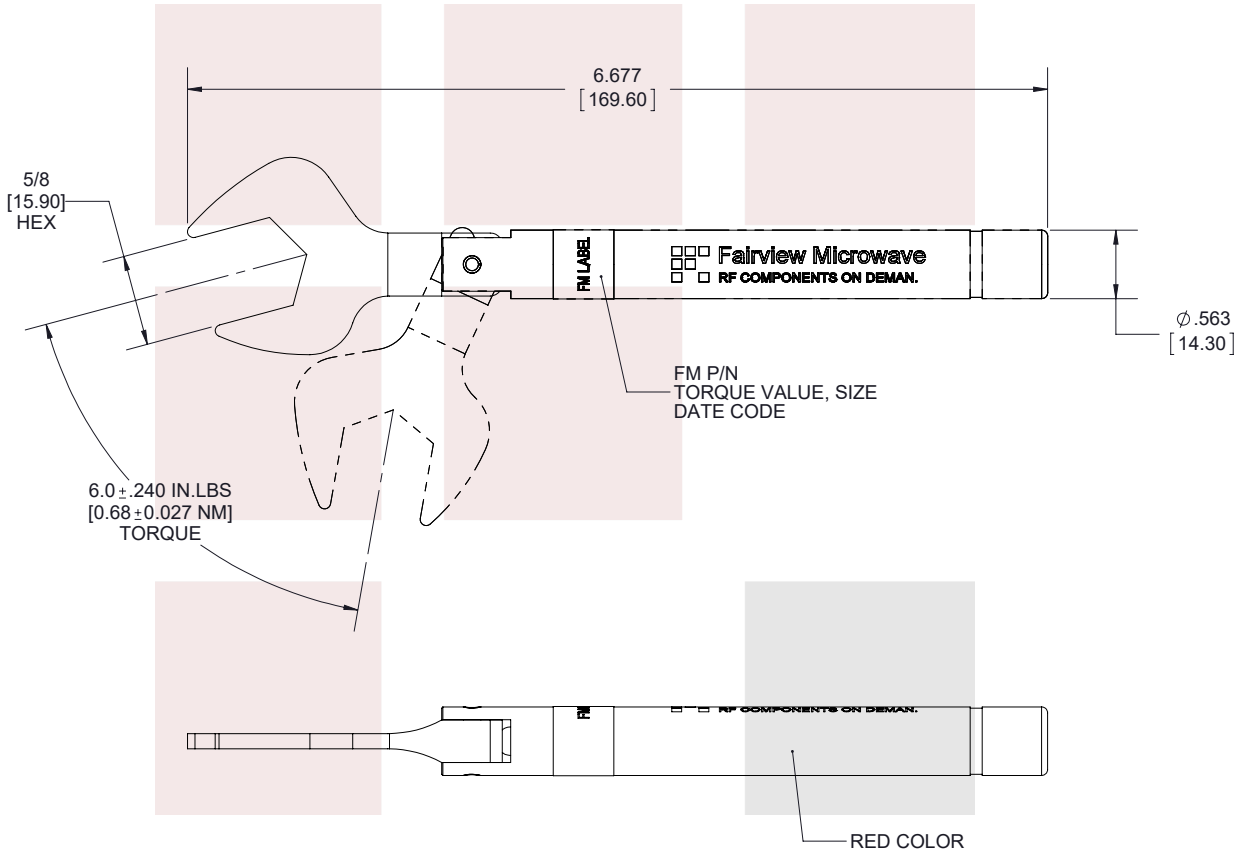 6.677
[169.60]
5/8
[15.90]
HEX
FM LABEL
Fairview Microwave
RF COMPONENTS ON DEMAN.
Ø.563
[14.30]
FM P/N
TORQUE VALUE, SIZE
DATE CODE
6.0±.240 IN.LBS
[0.68±0.027 NM]
TORQUE
FM
RF COMPONENTS ON DEMAN.
RED COLOR